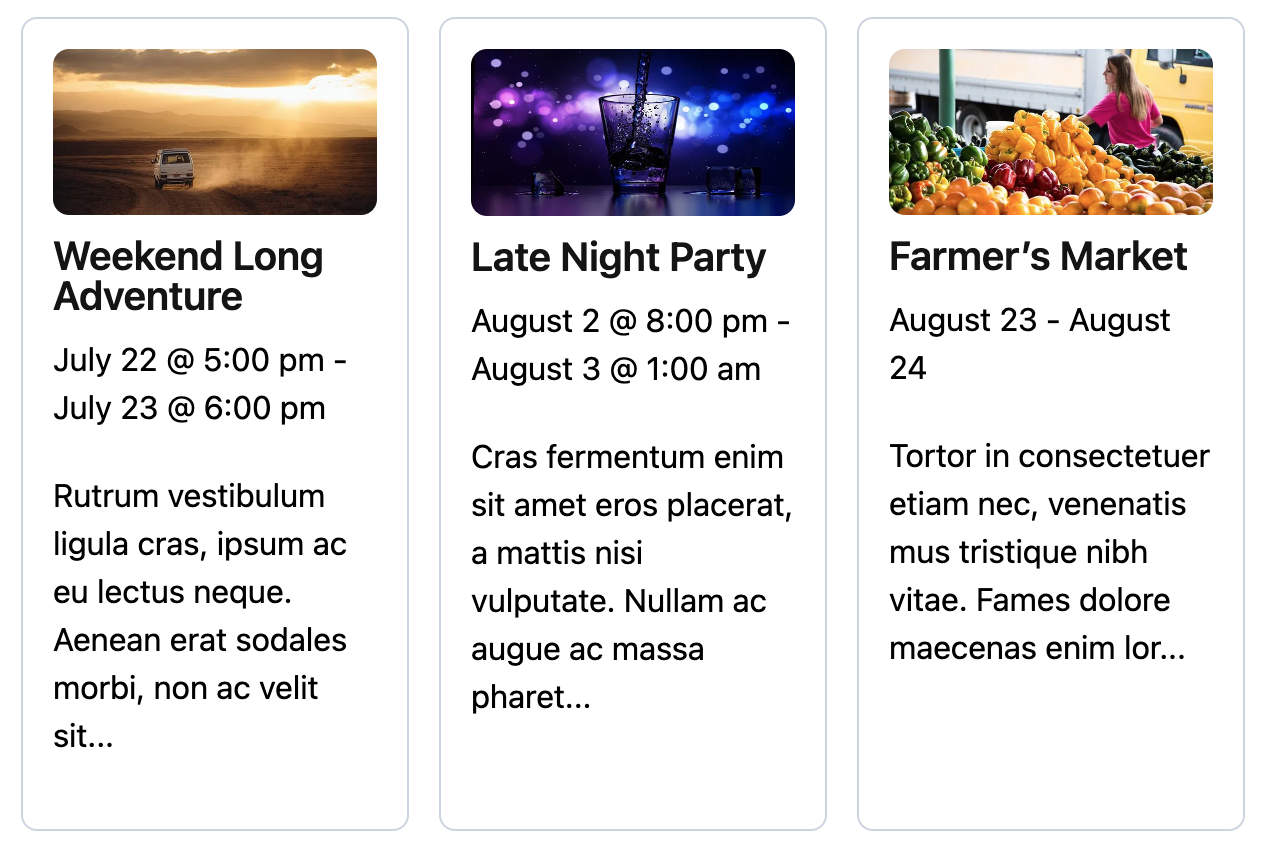 Weekend Long
Adventure
July 22 @ 5:00 pm -
July 23 @ 6:00 pm
Rutrum vestibulum
ligula cras, ipsum ac
eu lectus neque.
Aenean erat sodales
morbi, non ac velit
sit...
Late Night Party
August 2 @ 8:00 pm -
August 3 @ 1:00 am
Cras fermentum enim
sit amet eros placerat,
a mattis nisi
vulputate. Nullam ac
augue ac massa
pharet...
Farmer’s Market
August 23 - August
24
Tortor in consectetuer
etiam nec, venenatis
mus tristique nibh
vitae. Fames dolore
maecenas enim lor...